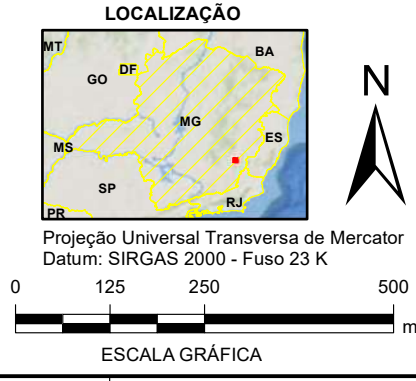 LOCALIZAÇÃO
MT
BA
GO
DF
MG
ES
MS
SP
RJ
PR
N
Projeção Universal Transversa de Mercator
Datum: SIRGAS 2000 - Fuso 23 K
0 125 250 500
m
ESCALA GRÁFICA